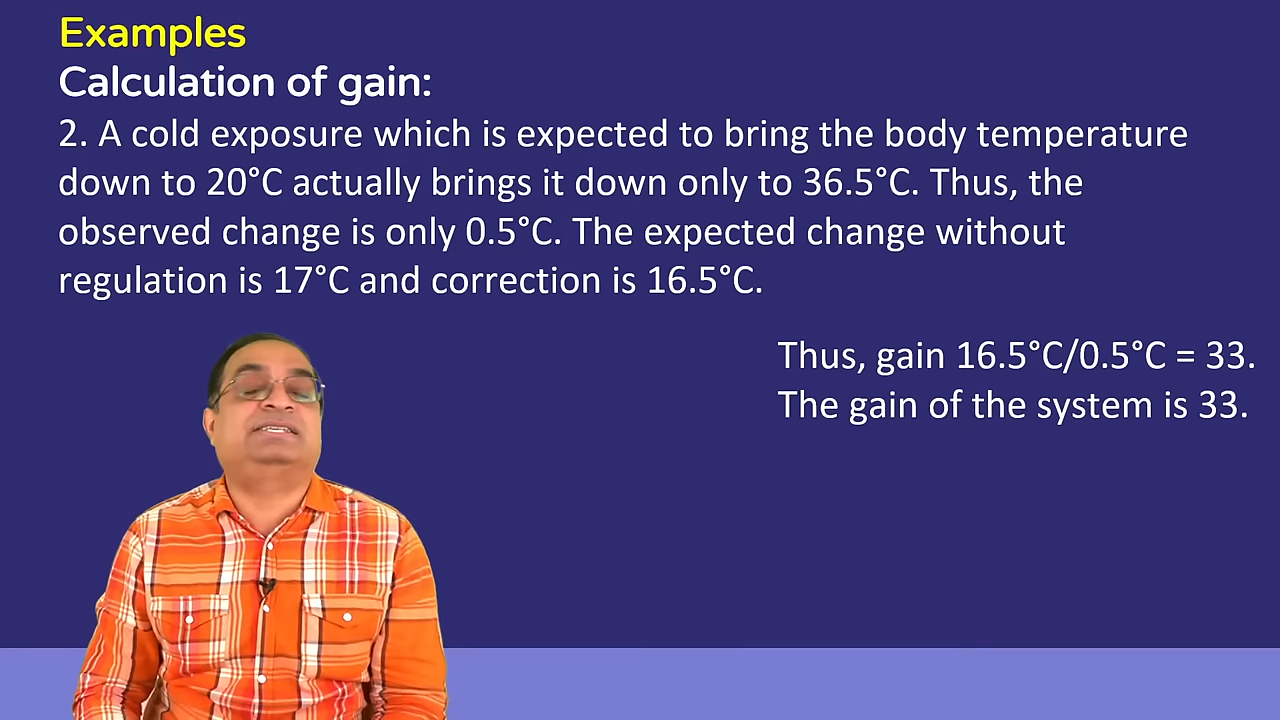 Examples
Calculation of gain:
2. A cold exposure which is expected to bring the body temperature
down to 20°C actually brings it down only to 36.5°C. Thus, the
observed change is only 0.5°C. The expected change without
regulation is 17°C and correction is 16.5°C.
Thus, gain 16.5°C/0.5°C = 33.
The gain of the system is 33.